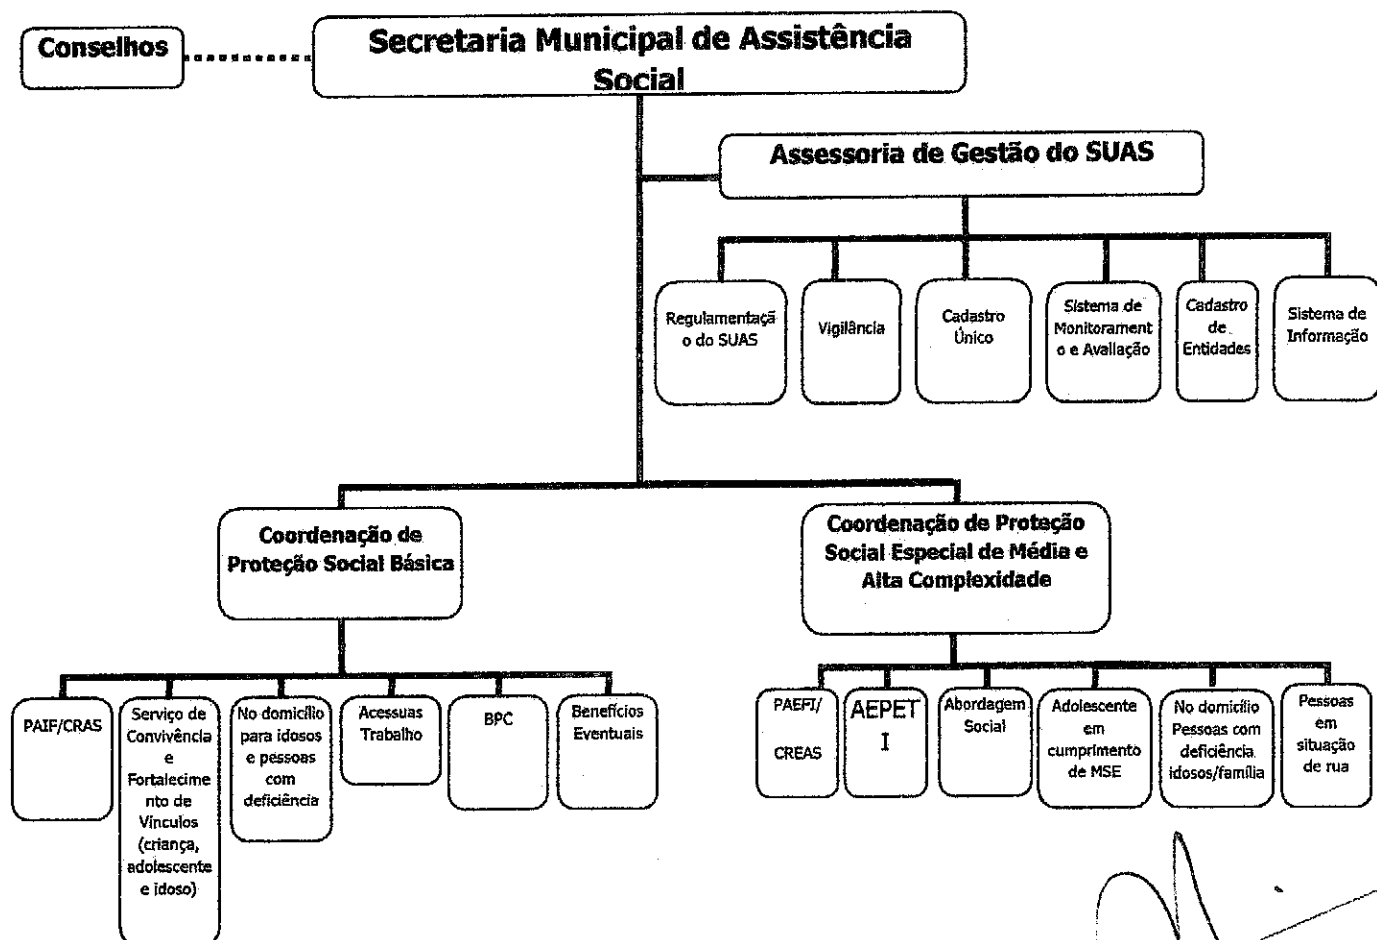 Conselhos
Secretaria Municipal de Assistência
Social
Assessoria de Gestão do SUAS
Regulamentaçã
o do SUAS
Vigilância
Cadastro
Único
Sistema de
Monitorament
o e Avaliação
Cadastro
de
Entidades
Sistema de
Informação
Coordenação de
Proteção Social Básica
Coordenação de Proteção
Social Especial de Média e
Alta Complexidade
PAIF/CRAS
Serviço de
Convivência
e
Fortalecime
nto de
Vínculos
(criança,
adolescente
e idoso)
No domicílio
para idosos
e pessoas
com
deficiência
Acessuas
Trabalho
BPC
Benefícios
Eventuais
PAEFI/
CREAS
AEPET
I
Abordagem
Social
Adolescente
em
cumprimento
de MSE
No domicílio
Pessoas com
deficiência
idosos/família
Pessoas
em
situação
de rua